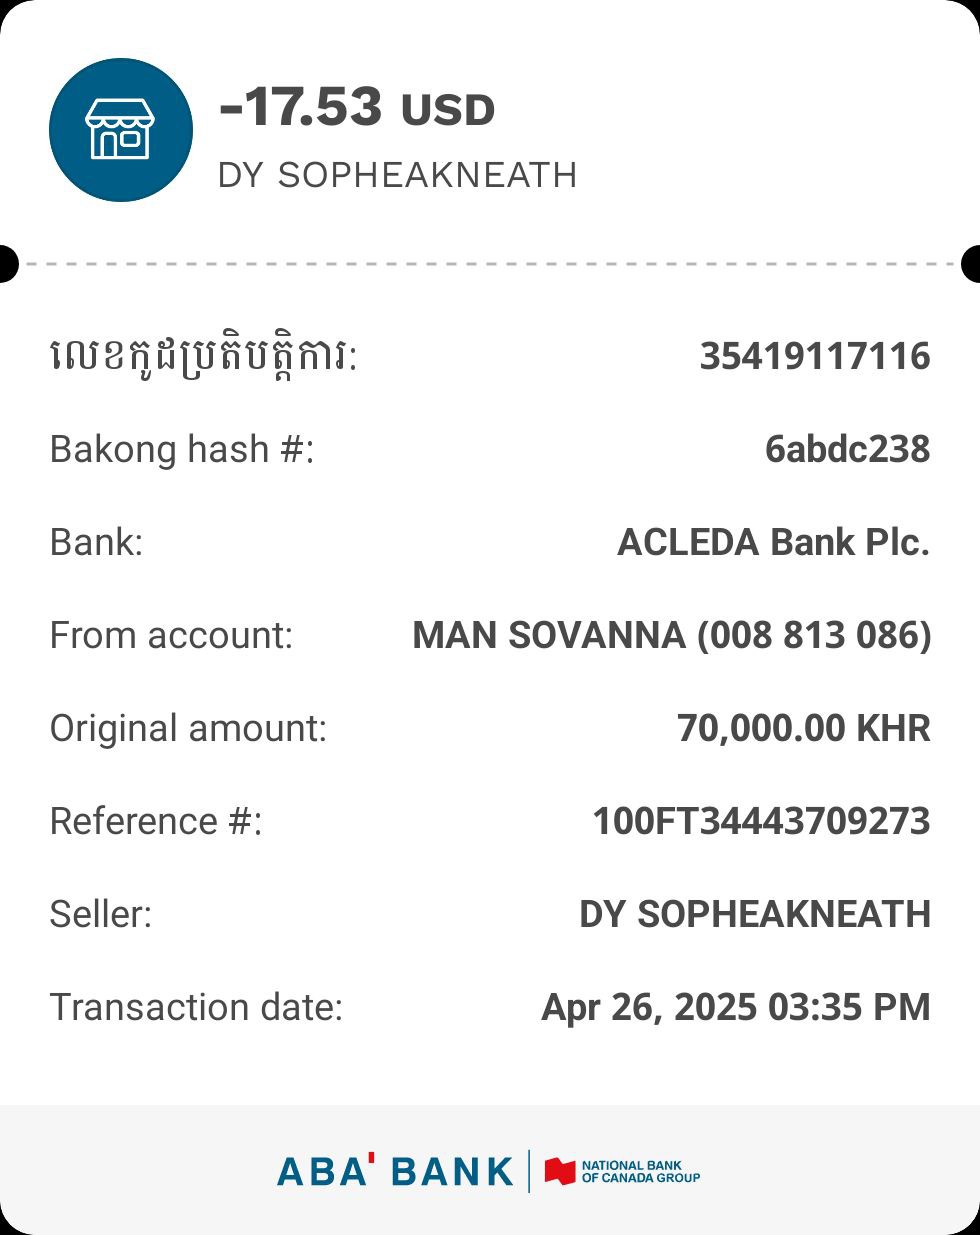 -17.53 USD
DY SOPHEAKNEATH
លេខកូដប្រតិបត្តិការ: 35419117116
Bakong hash #: 6abdc238
Bank: ACLEDA Bank Plc.
From account: MAN SOVANNA (008 813 086)
Original amount: 70,000.00 KHR
Reference #: 100FT34443709273
Seller: DY SOPHEAKNEATH
Transaction date: Apr 26, 2025 03:35 PM
ABA' BANK
NATIONAL BANK
OF CANADA GROUP